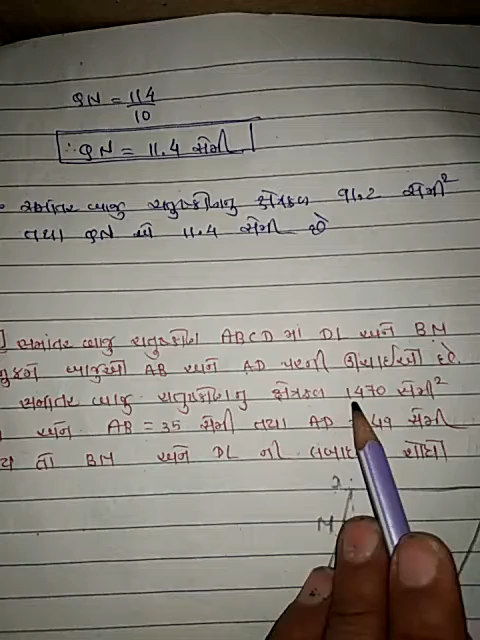 QN = 114
10
∴ QN = 11.4 સેમી
સમાંતર બાજુ ચતુષ્કોણનુ ક્ષેત્રફળ 91.2 સેમી²
તથા QN એ 11.4 સેમી છે
] સમાંતર બાજુ ચતુષ્કોણ ABCD માં DL અને BM
બાજુઓ AB અને AD પરની
સમાંતર બાજુ ચતુષ્કોણનુ ક્ષેત્રફળ 1470 સેમી²
અને AB = 35 સેમી તથા AD 49 સેમી
તો BM અને DL ની લંબાઇ શોધો
M